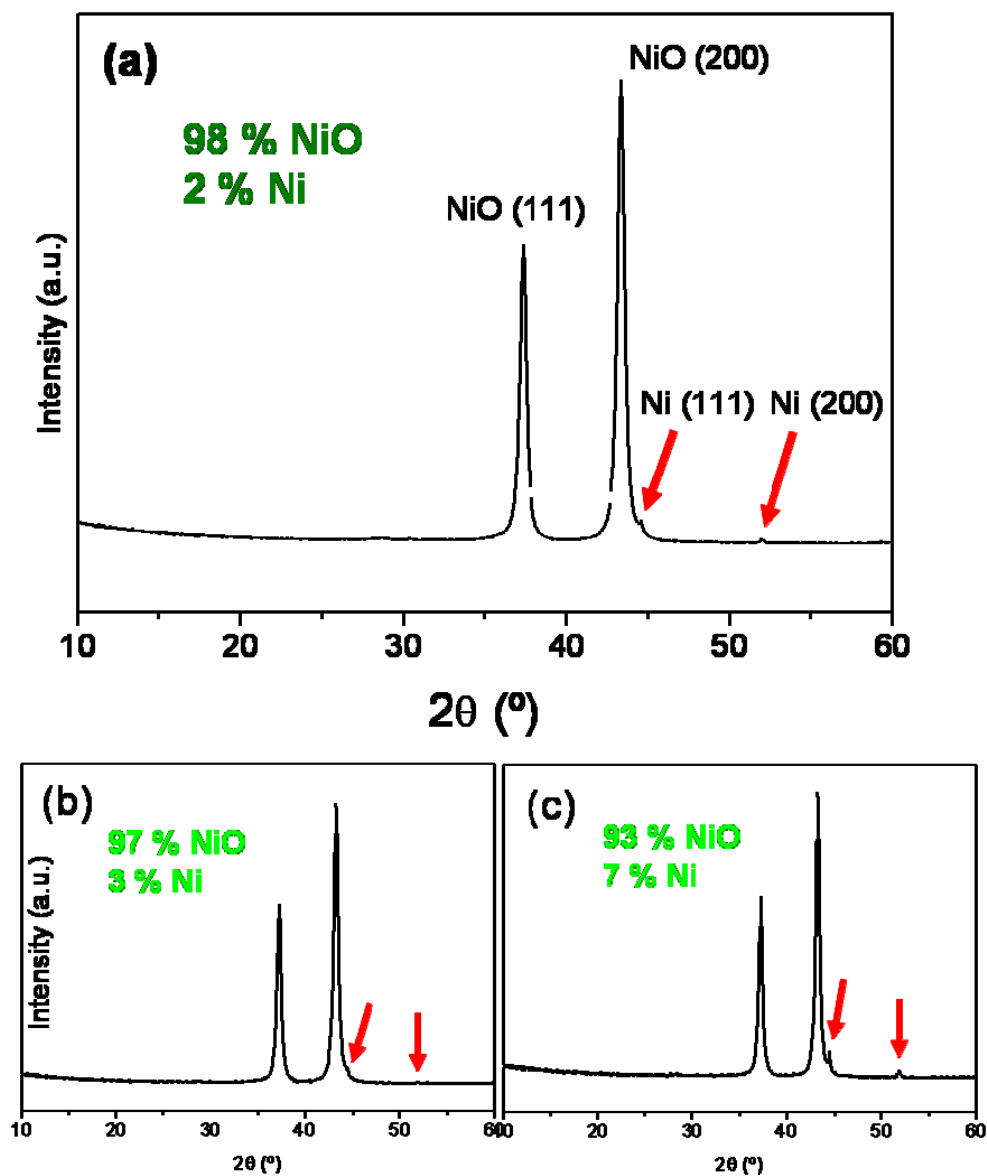 (a)
NiO (200)
98 % NiO
2 % Ni
NiO (111)
Ni (111) Ni (200)
Intensity (a.u.)
10 20 30 40 50 60
2θ (º)
(b)
97 % NiO
3 % Ni
Intensity (a.u.)
10 20 30 40 50 60
2θ (º)
(c)
93 % NiO
7 % Ni
20 30 40 50 60
2θ (º)